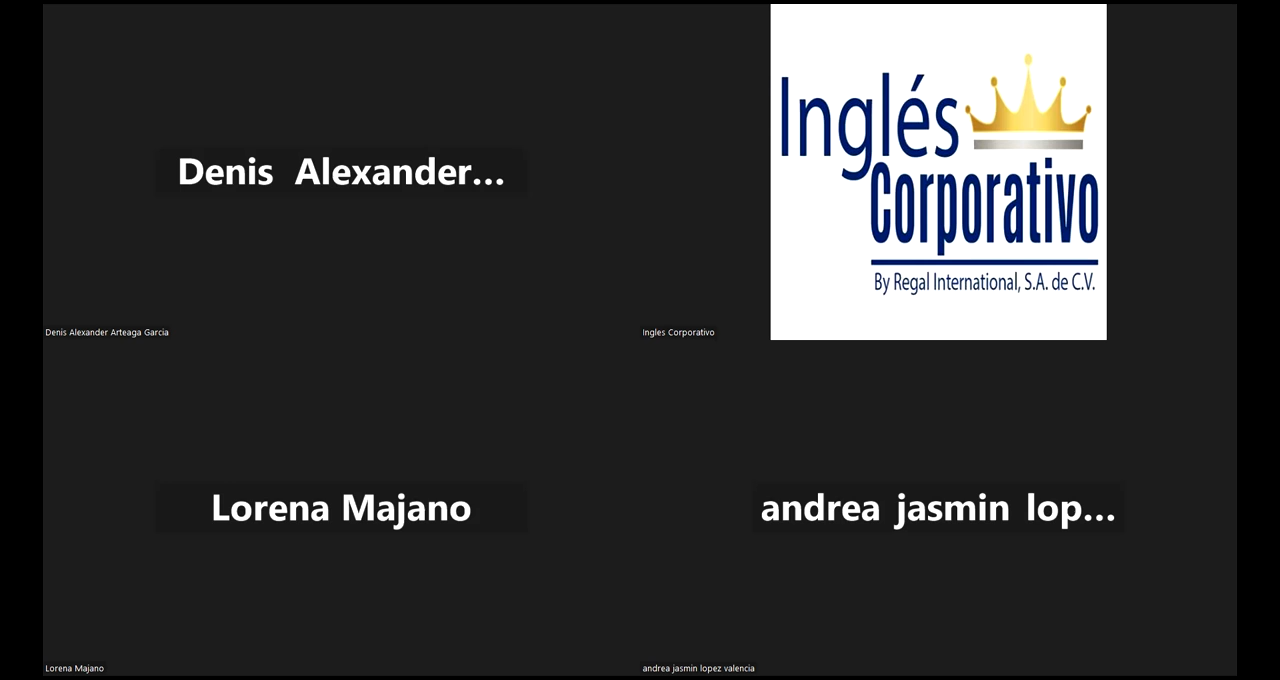 Denis Alexander...
Denis Alexander Arteaga Garcia
Inglés
Corporativo
By Regal International, S.A. de C.V.
Ingles Corporativo
Lorena Majano
Lorena Majano
andrea jasmin lop...
andrea jasmin lopez valencia